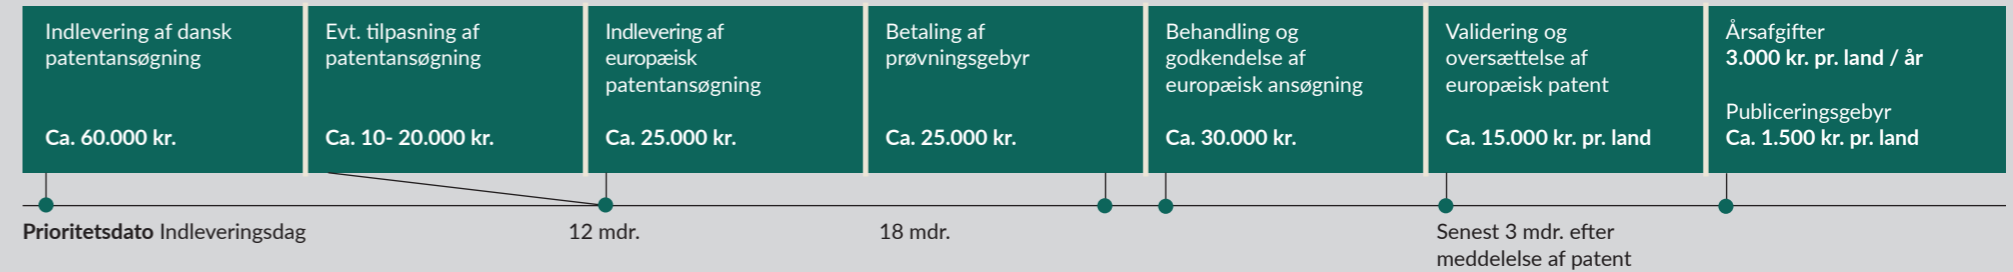 Indlevering af dansk
patentansøgning
Ca. 60.000 kr.
Evt. tilpasning af
patentansøgning
Ca. 10- 20.000 kr.
Indlevering af
europæisk
patentansøgning
Ca. 25.000 kr.
Betaling af
prøvningsgebyr
Ca. 25.000 kr.
Behandling og
godkendelse af
europæisk ansøgning
Ca. 30.000 kr.
Validering og
oversættelse af
europæisk patent
Ca. 15.000 kr. pr. land
Årsafgifter
3.000 kr. pr. land / år
Publiceringsgebyr
Ca. 1.500 kr. pr. land
Prioritetsdato Indleveringsdag
12 mdr.
18 mdr.
Senest 3 mdr. efter
meddelelse af patent